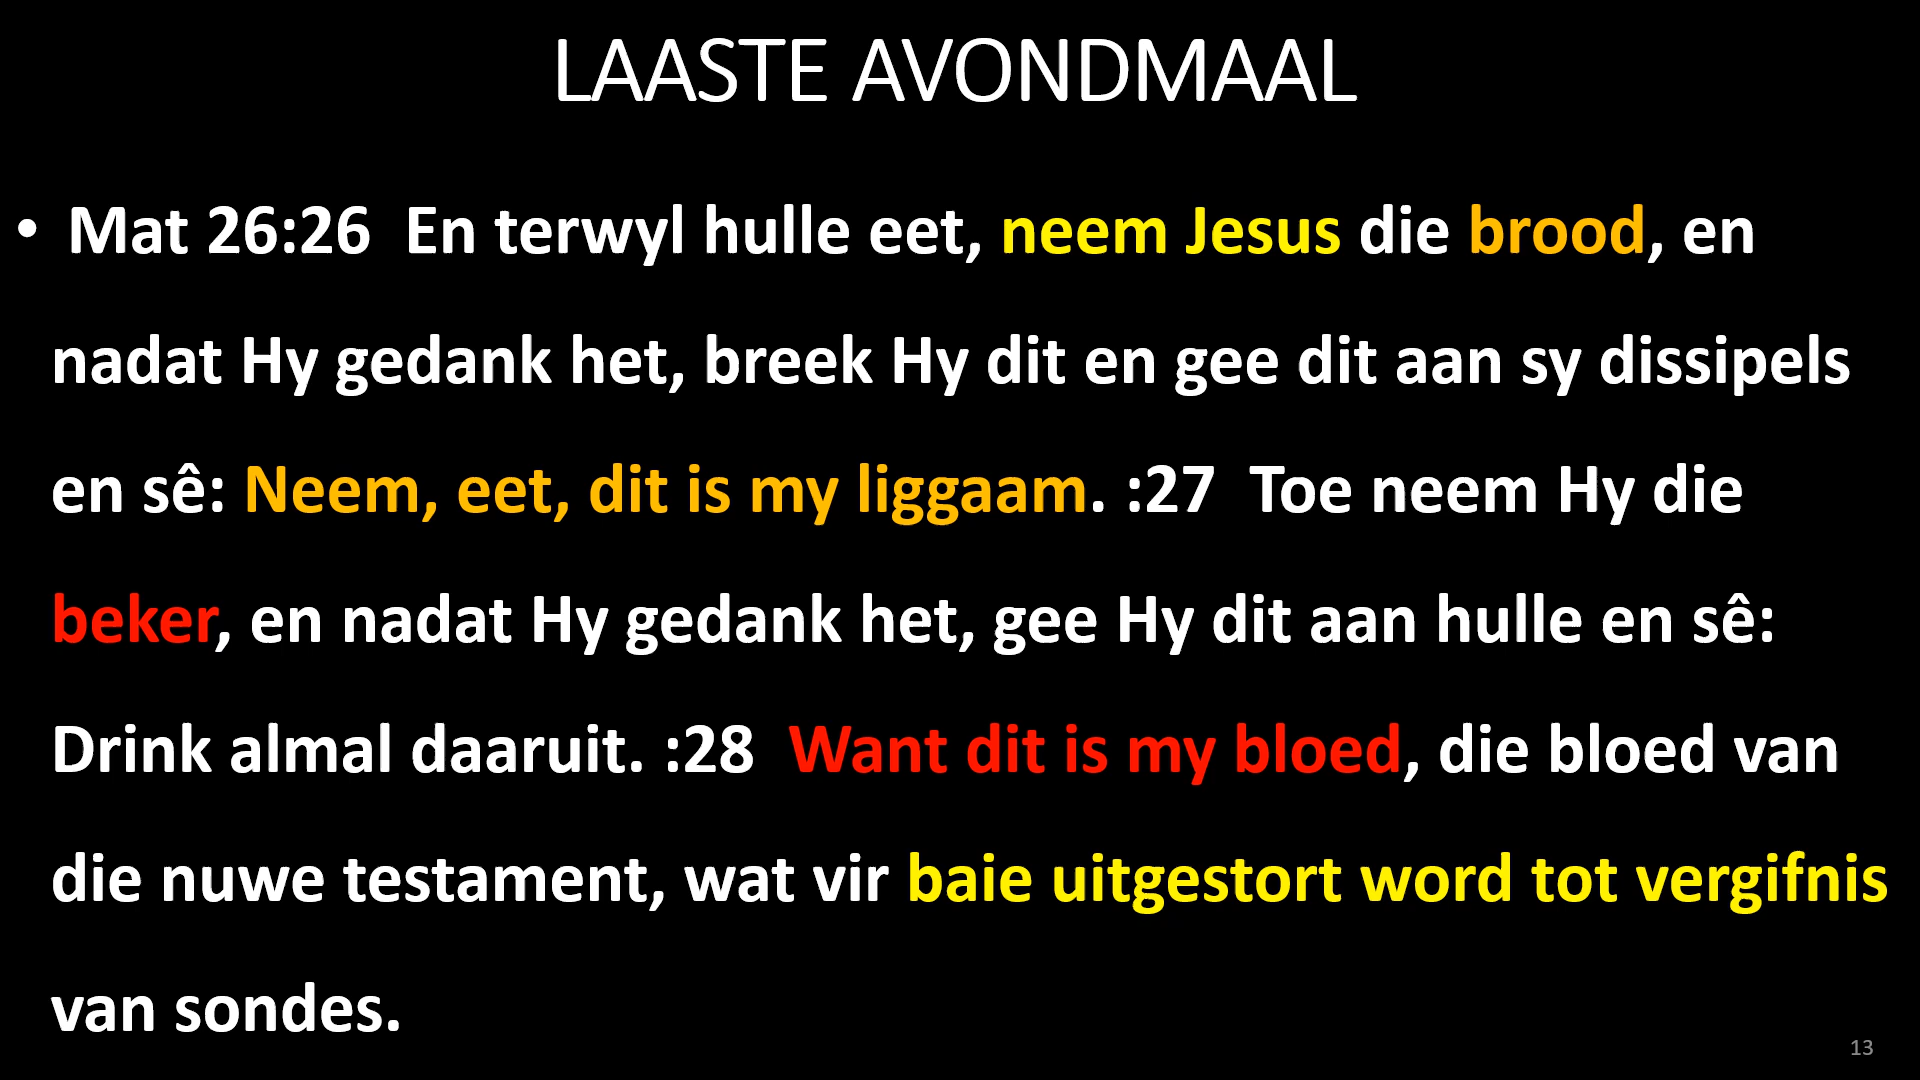 LAASTE AVONDMAAL
• Mat 26:26  En terwyl hulle eet, neem Jesus die brood, en
nadat Hy gedank het, breek Hy dit en gee dit aan sy dissipels
en sê: Neem, eet, dit is my liggaam. :27  Toe neem Hy die
beker, en nadat Hy gedank het, gee Hy dit aan hulle en sê:
Drink almal daaruit. :28  Want dit is my bloed, die bloed van
die nuwe testament, wat vir baie uitgestort word tot vergifnis
van sondes.
13